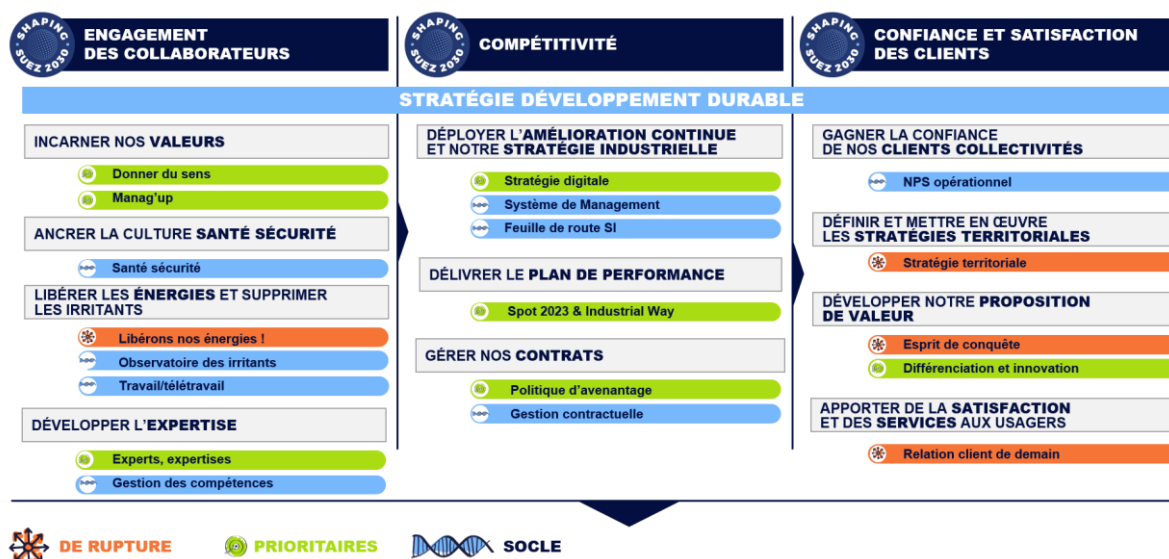 SHAPING SUEZ 2030
ENGAGEMENT
DES COLLABORATEURS
SHAPING SUEZ 2030
COMPÉTITIVITÉ
SHAPING SUEZ 2030
CONFIANCE ET SATISFACTION
DES CLIENTS
STRATÉGIE DÉVELOPPEMENT DURABLE
INCARNER NOS VALEURS
Donner du sens
Manag'up
ANCRER LA CULTURE SANTÉ SÉCURITÉ
Santé sécurité
LIBÉRER LES ÉNERGIES ET SUPPRIMER
LES IRRITANTS
Libérons nos énergies !
Observatoire des irritants
Travail/télétravail
DÉVELOPPER L'EXPERTISE
Experts, expertises
Gestion des compétences
DÉPLOYER L'AMÉLIORATION CONTINUE
ET NOTRE STRATÉGIE INDUSTRIELLE
Stratégie digitale
Système de Management
Feuille de route SI
DÉLIVRER LE PLAN DE PERFORMANCE
Spot 2023 & Industrial Way
GÉRER NOS CONTRATS
Politique d'avenantage
Gestion contractuelle
GAGNER LA CONFIANCE
DE NOS CLIENTS COLLECTIVITÉS
NPS opérationnel
DÉFINIR ET METTRE EN ŒUVRE
LES STRATÉGIES TERRITORIALES
Stratégie territoriale
DÉVELOPPER NOTRE PROPOSITION
DE VALEUR
Esprit de conquête
Différenciation et innovation
APPORTER DE LA SATISFACTION
ET DES SERVICES AUX USAGERS
Relation client de demain
DE RUPTURE
PRIORITAIRES
SOCLE